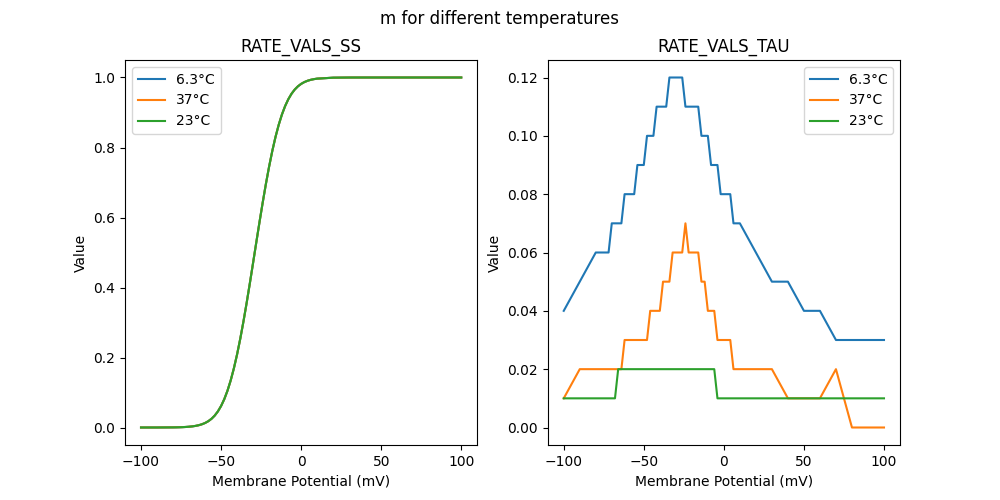 m for different temperatures
RATE_VALS_SS
6.3°C
37°C
23°C
Value
1.0
0.8
0.6
0.4
0.2
0.0
−100
−50
0
50
100
Membrane Potential (mV)
RATE_VALS_TAU
6.3°C
37°C
23°C
Value
0.12
0.10
0.08
0.06
0.04
0.02
0.00
−100
−50
0
50
100
Membrane Potential (mV)